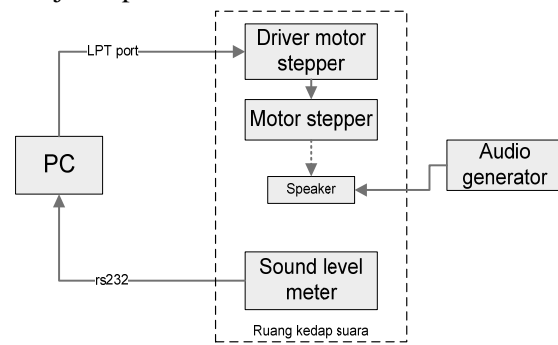 Driver motor
stepper
LPT port
Motor stepper
PC
Audio
generator
Speaker
Sound level
meter
rs232
Ruang kedap suara